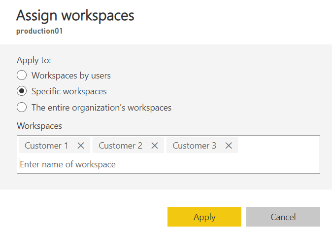 Assign workspaces
production01
Apply to:
Workspaces by users
Specific workspaces
The entire organization's workspaces
Workspaces
Customer 1 × Customer 2 × Customer 3 ×
Enter name of workspace
Apply Cancel